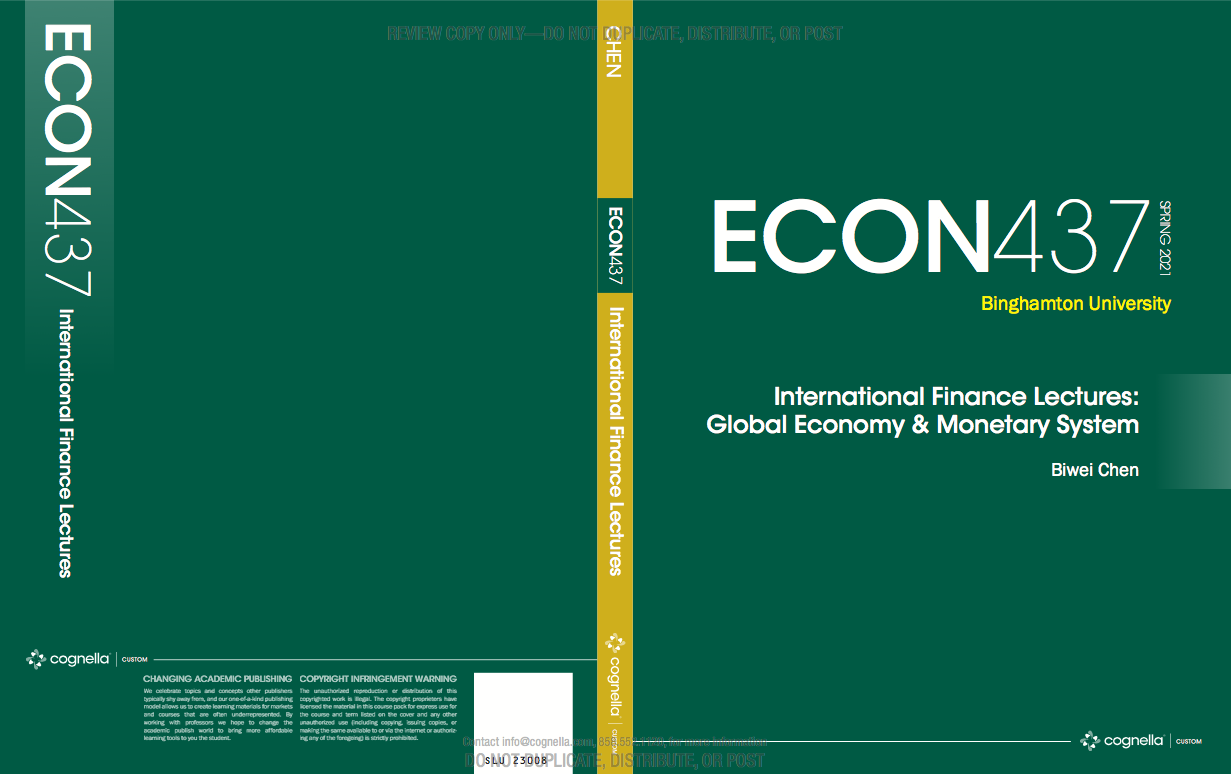 REVIEW COPY ONLY—DO NOT DUPLICATE, DISTRIBUTE, OR POST
ECON437 International Finance Lectures
cognella | CUSTOM
CHANGING ACADEMIC PUBLISHING
We celebrate topics and concepts other publishers
typically shy away from, and our one-of-a-kind publishing
model allows us to create learning materials for markets
and courses that are often underrepresented. By
working with professors we hope to change the
academic publish world to bring more affordable
learning tools to you the student.
COPYRIGHT INFRINGEMENT WARNING
The unauthorized reproduction or distribution of this
copyrighted work is illegal. The copyright proprietors have
licensed the material in this course pack for express use for
the course and term listed on the cover and any other
unauthorized use (including copying, issuing copies, or
making the same available to or via the internet or authoriz-
ing any of the foregoing) is strictly prohibited.
SLU 23008
CHEN
ECON437
International Finance Lectures
cognella | CUSTOM
ECON437
SPRING 2021
Binghamton University
International Finance Lectures:
Global Economy & Monetary System
Biwei Chen
cognella | CUSTOM
Contact info@cognella.com, for more information
DO NOT DUPLICATE, DISTRIBUTE, OR POST